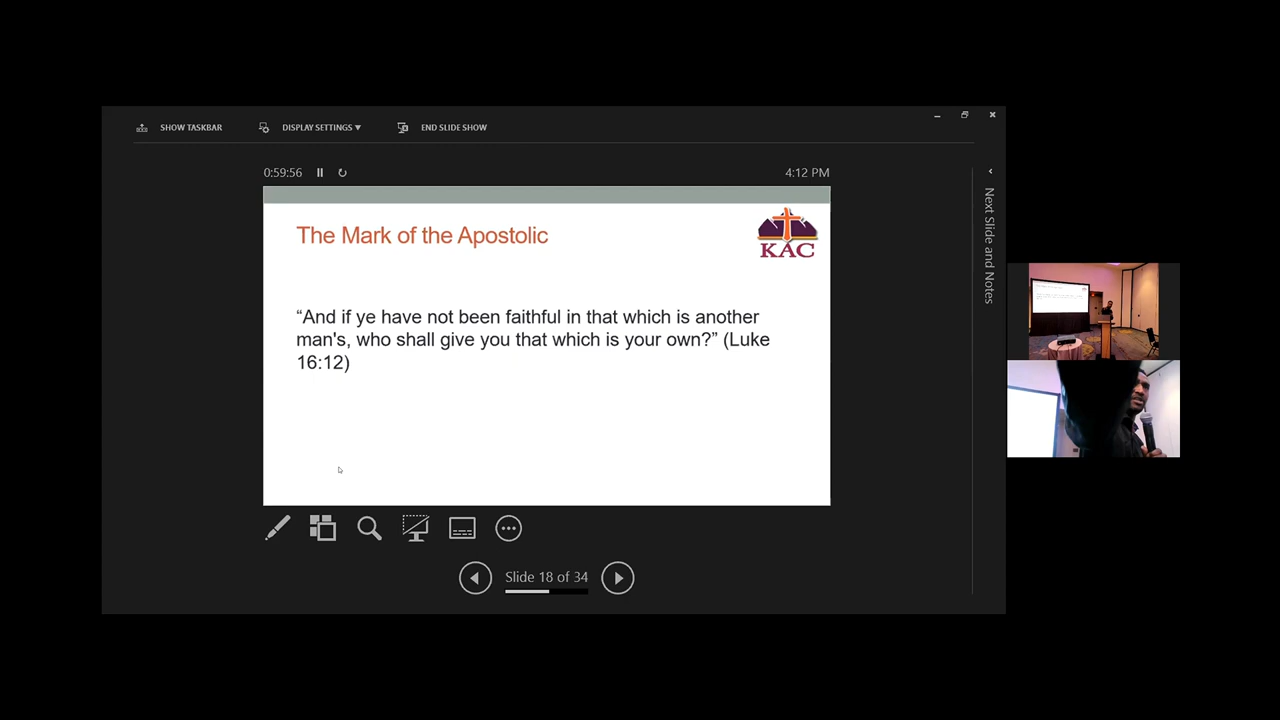 SHOW TASKBAR
DISPLAY SETTINGS ▼
END SLIDE SHOW
0:59:56
4:12 PM
The Mark of the Apostolic
KAC
“And if ye have not been faithful in that which is another
man's, who shall give you that which is your own?” (Luke
16:12)
Slide 18 of 34
Next Slide and Notes